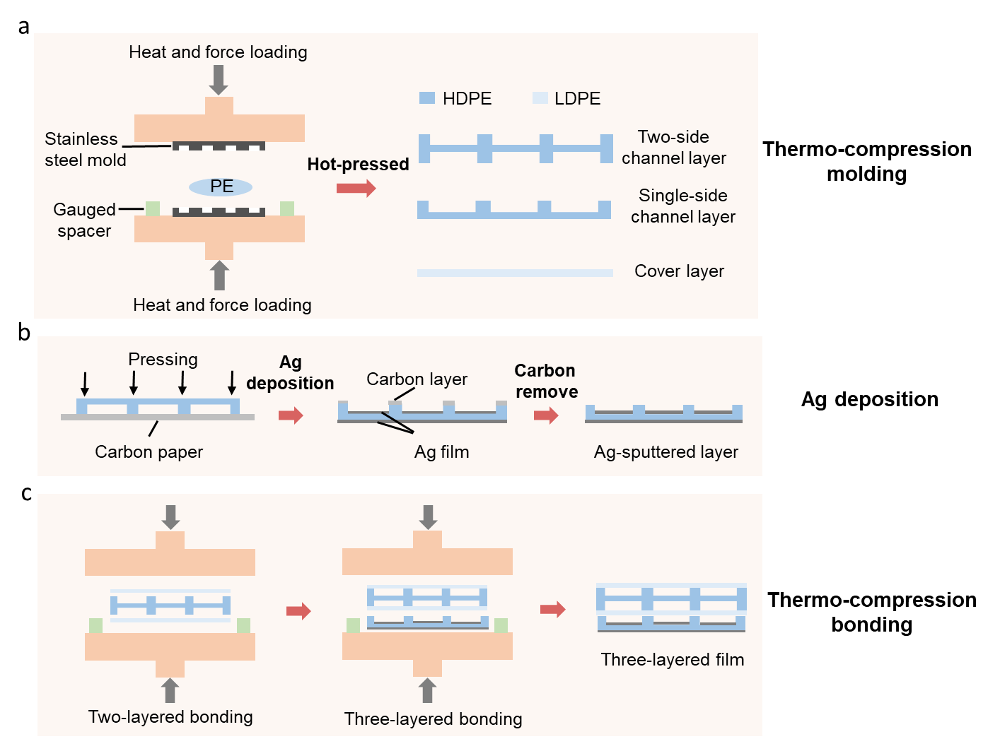 a
Heat and force loading
Stainless
steel mold
PE
Gauged
spacer
Heat and force loading
Hot-pressed
HDPE
LDPE
Two-side
channel layer
Single-side
channel layer
Cover layer
Thermo-compression
molding
b
Pressing
Carbon paper
Ag
deposition
Carbon layer
Ag film
Carbon
remove
Ag-sputtered layer
Ag deposition
c
Two-layered bonding
Three-layered bonding
Three-layered film
Thermo-compression
bonding